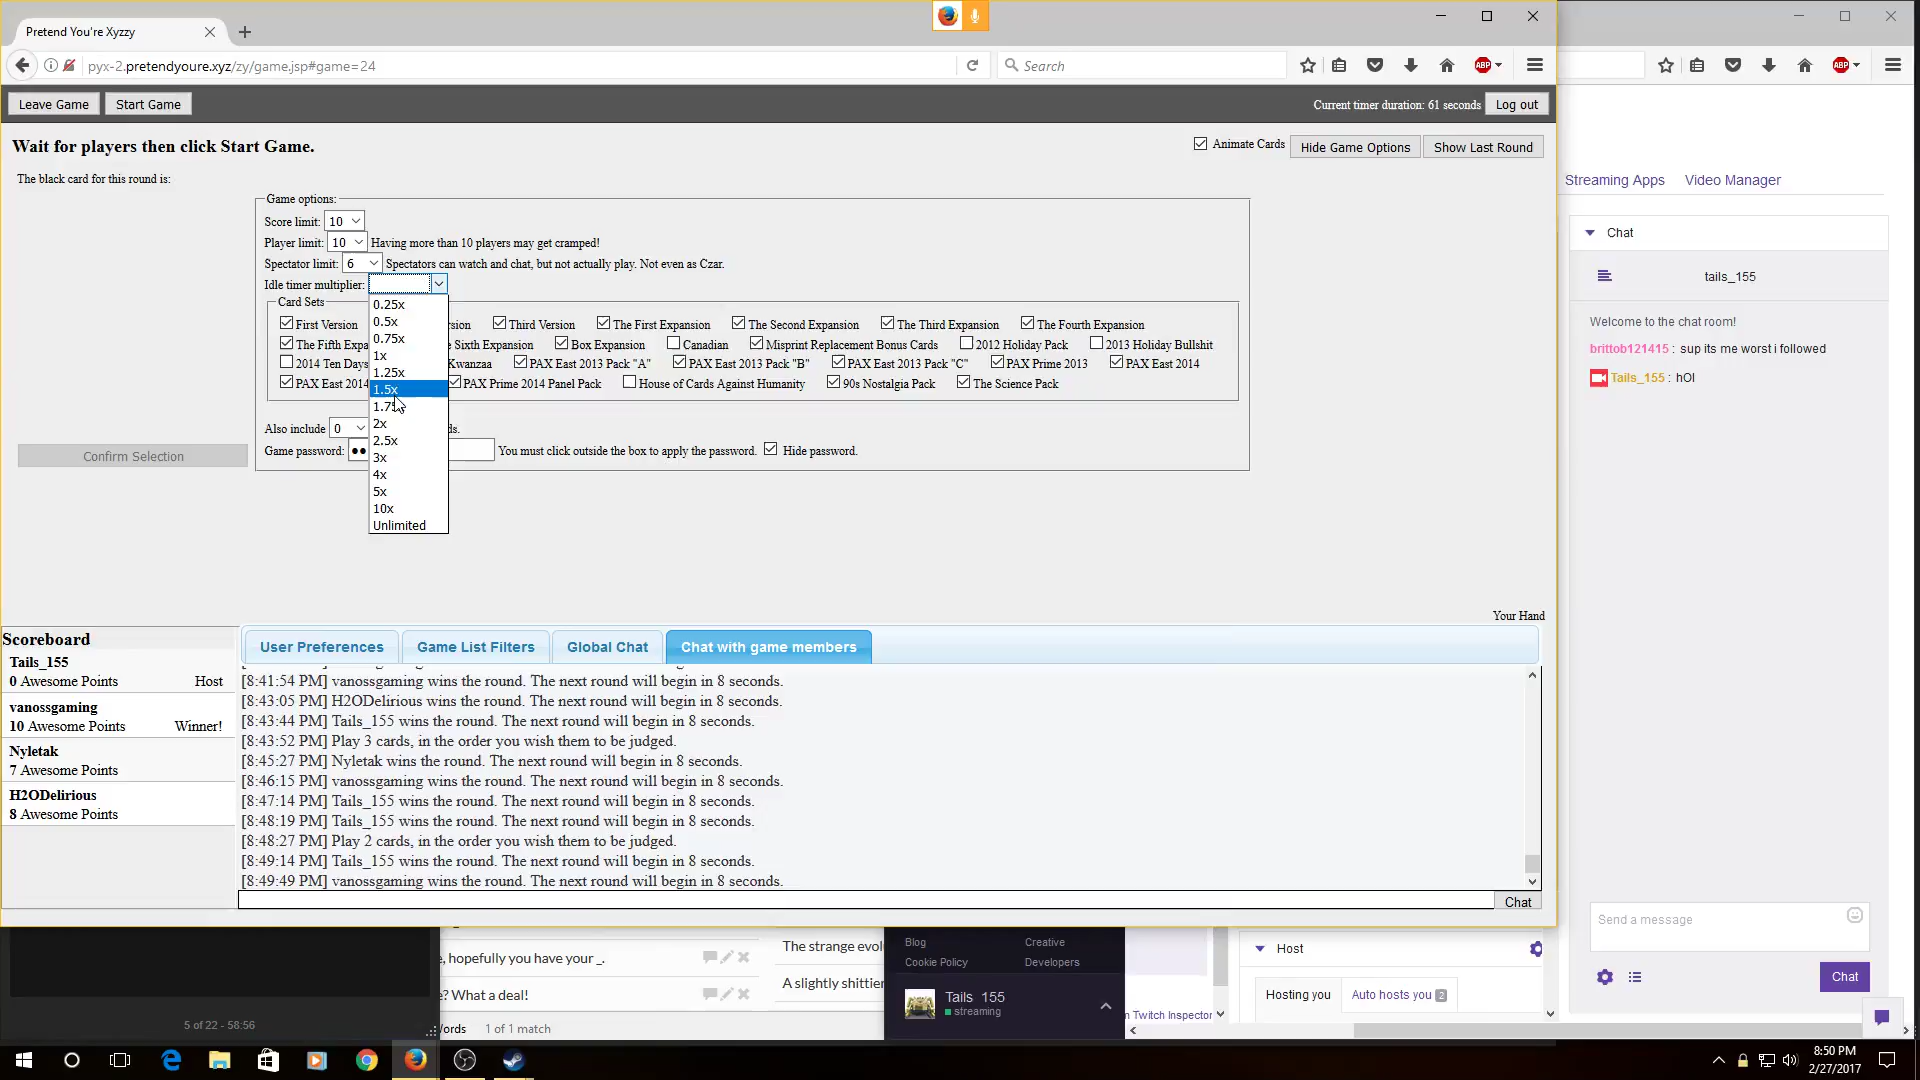 Pretend You're Xyzzy
pyx-2.pretendyoure.xyz/zy/game.jsp#game=24
Search
ABP
ABP
Leave Game
Start Game
Current timer duration: 61 seconds
Log out
Wait for players then click Start Game.
Animate Cards
Hide Game Options
Show Last Round
The black card for this round is:
Game options:
Score limit: 10
Player limit: 10 Having more than 10 players may get cramped!
Spectator limit: 6 Spectators can watch and chat, but not actually play. Not even as Czar.
Idle timer multiplier:
0.25x
0.5x
0.75x
1x
1.25x
1.5x
2x
2.5x
3x
4x
5x
10x
Unlimited
Card Sets
First Version
Third Version
The First Expansion
The Second Expansion
The Third Expansion
The Fourth Expansion
The Fifth Expa
e Sixth Expansion
Box Expansion
Canadian
Misprint Replacement Bonus Cards
2012 Holiday Pack
2013 Holiday Bullshit
2014 Ten Days
Kwanzaa
PAX East 2013 Pack "A"
PAX East 2013 Pack "B"
PAX East 2013 Pack "C"
PAX Prime 2013
PAX East 2014
PAX East 2014
PAX Prime 2014 Panel Pack
House of Cards Against Humanity
90s Nostalgia Pack
The Science Pack
Also include 0 ds.
Game password: You must click outside the box to apply the password. Hide password.
Confirm Selection
Your Hand
Scoreboard
Tails_155
0 Awesome Points Host
vanossgaming
10 Awesome Points Winner!
Nyletak
7 Awesome Points
H2ODelirious
8 Awesome Points
User Preferences
Game List Filters
Global Chat
Chat with game members
[8:41:54 PM] vanossgaming wins the round. The next round will begin in 8 seconds.
[8:43:05 PM] H2ODelirious wins the round. The next round will begin in 8 seconds.
[8:43:44 PM] Tails_155 wins the round. The next round will begin in 8 seconds.
[8:43:52 PM] Play 3 cards, in the order you wish them to be judged.
[8:45:27 PM] Nyletak wins the round. The next round will begin in 8 seconds.
[8:46:15 PM] vanossgaming wins the round. The next round will begin in 8 seconds.
[8:47:14 PM] Tails_155 wins the round. The next round will begin in 8 seconds.
[8:48:19 PM] Tails_155 wins the round. The next round will begin in 8 seconds.
[8:48:27 PM] Play 2 cards, in the order you wish them to be judged.
[8:49:14 PM] Tails_155 wins the round. The next round will begin in 8 seconds.
[8:49:49 PM] vanossgaming wins the round. The next round will begin in 8 seconds.
Chat
Streaming Apps
Video Manager
Chat
tails_155
Welcome to the chat room!
brittob121415 : sup its me worst i followed
Tails_155 : hOI
Send a message
Chat
e, hopefully you have your _.
e? What a deal!
The strange evolu
A slightly shittier
5 of 22 - 58:56
ords
1 of 1 match
Blog
Creative
Cookie Policy
Developers
Tails 155
streaming
m Twitch Inspector
Host
Hosting you
Auto hosts you 2
8:50 PM
2/27/2017